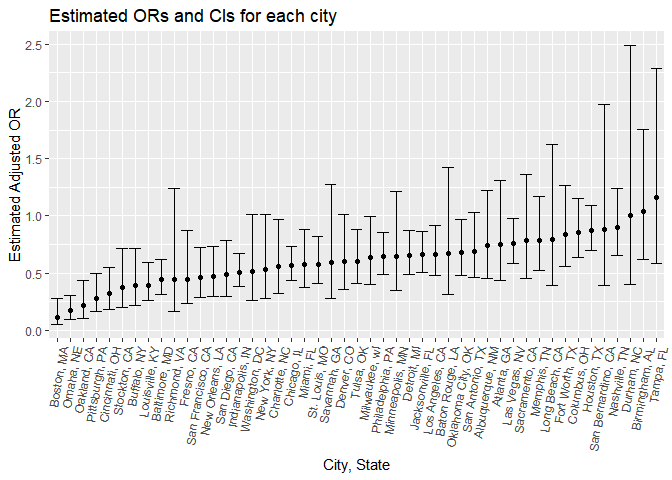 Estimated ORs and CIs for each city
Estimated Adjusted OR
2.5
2.0
1.5
1.0
0.5
0.0
Boston, MA
Omaha, NE
Oakland, CA
Pittsburgh, PA
Cincinnati, OH
Stockton, CA
Buffalo, NY
Louisville, KY
Baltimore, MD
Richmond, VA
Fresno, CA
San Francisco, CA
New Orleans, LA
San Diego, CA
Indianapolis, IN
Washington, DC
New York, NY
Charlotte, NC
Chicago, IL
Miami, FL
St. Louis, MO
Savannah, GA
Denver, CO
Tulsa, OK
Milwaukee, wI
Philadelphia, PA
Minneapolis, MN
Detroit, MI
Jacksonville, FL
Los Angeles, CA
Baton Rouge, LA
Oklahoma City, OK
San Antonio, TX
Albuquerque, NM
Atlanta, GA
Las Vegas, NV
Sacramento, CA
Memphis, TN
Long Beach, CA
Fort Worth, TX
Columbus, OH
Houston, TX
San Bernardino, CA
Nashville, TN
Durham, NC
Birmingham, AL
Tampa, FL
City, State